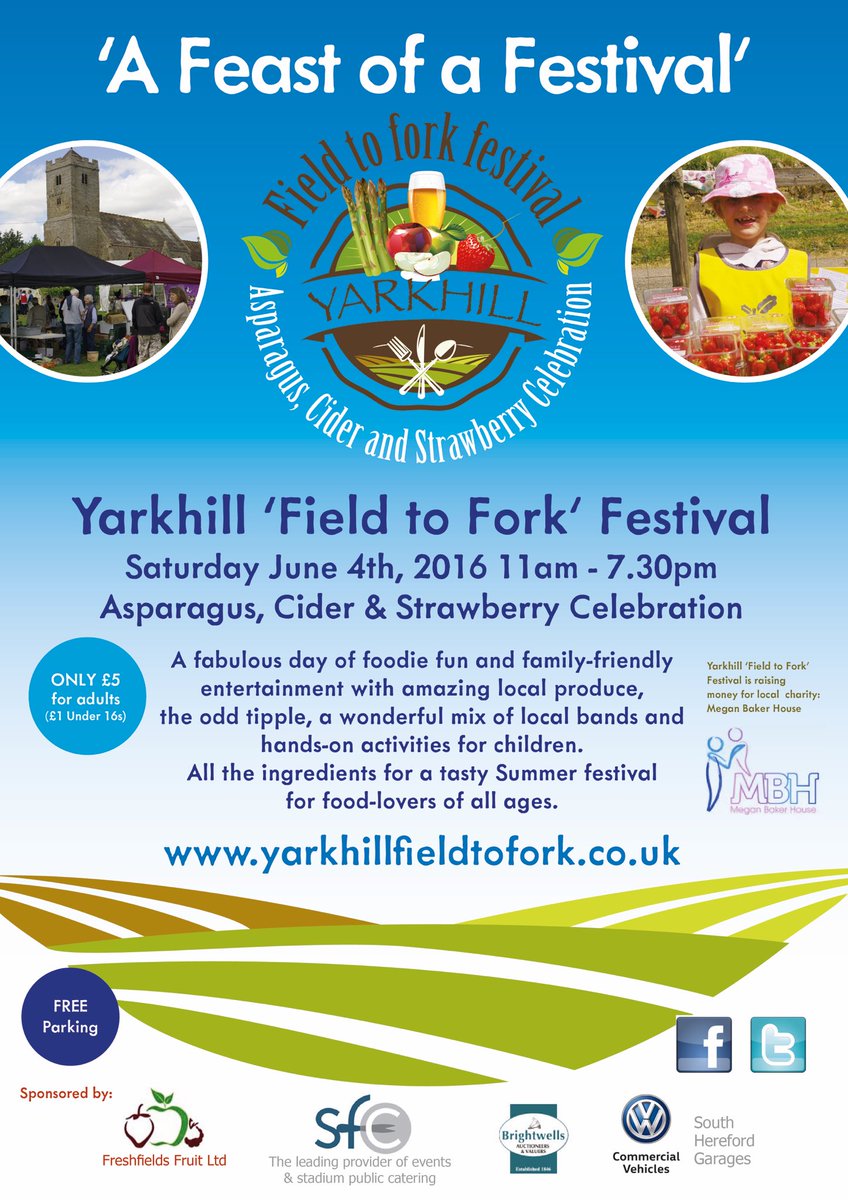 'A Feast of a Festival'
Field to fork festival
YARKHILL
Asparagus, Cider and Strawberry Celebration
Yarkhill 'Field to Fork' Festival
Saturday June 4th, 2016 11am - 7.30pm
Asparagus, Cider & Strawberry Celebration
ONLY £5
for adults
(£1 Under 16s)
A fabulous day of foodie fun and family-friendly
entertainment with amazing local produce,
the odd tipple, a wonderful mix of local bands and
hands-on activities for children.
All the ingredients for a tasty Summer festival
for food-lovers of all ages.
Yarkhill 'Field to Fork'
Festival is raising
money for local charity:
Megan Baker House
MBH
Megan Baker House
www.yarkhillfieldtofork.co.uk
FREE
Parking
f
t
Sponsored by:
Freshfields Fruit Ltd
sfc
The leading provider of events
& stadium public catering
Brightwells
AUCTIONEERS
& VALUERS
Established 1846
VW
Commercial
Vehicles
South
Hereford
Garages